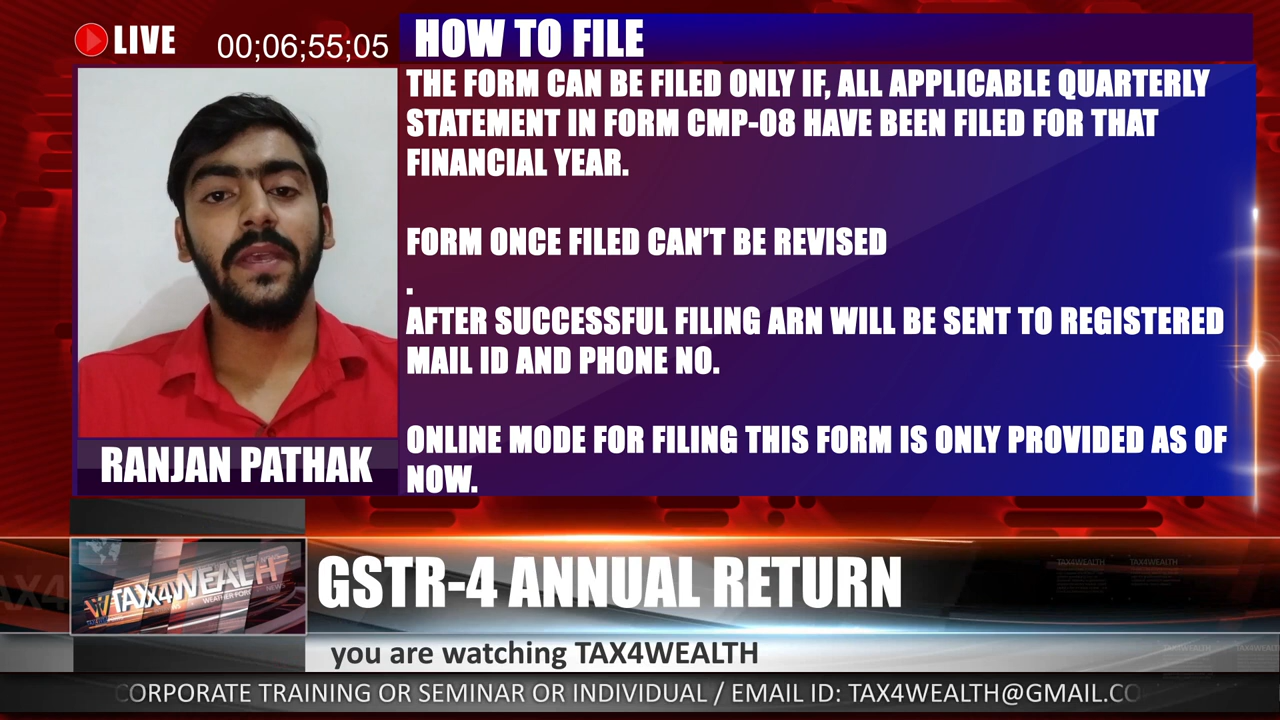 LIVE
00;06;55;05
HOW TO FILE
THE FORM CAN BE FILED ONLY IF, ALL APPLICABLE QUARTERLY
STATEMENT IN FORM CMP-08 HAVE BEEN FILED FOR THAT
FINANCIAL YEAR.
FORM ONCE FILED CAN'T BE REVISED
.
AFTER SUCCESSFUL FILING ARN WILL BE SENT TO REGISTERED
MAIL ID AND PHONE NO.
ONLINE MODE FOR FILING THIS FORM IS ONLY PROVIDED AS OF
NOW.
RANJAN PATHAK
TAX4WEALTH
GSTR-4 ANNUAL RETURN
TAX4WEALTH TAX4WEALTH
you are watching TAX4WEALTH
CORPORATE TRAINING OR SEMINAR OR INDIVIDUAL / EMAIL ID: TAX4WEALTH@GMAIL.CO